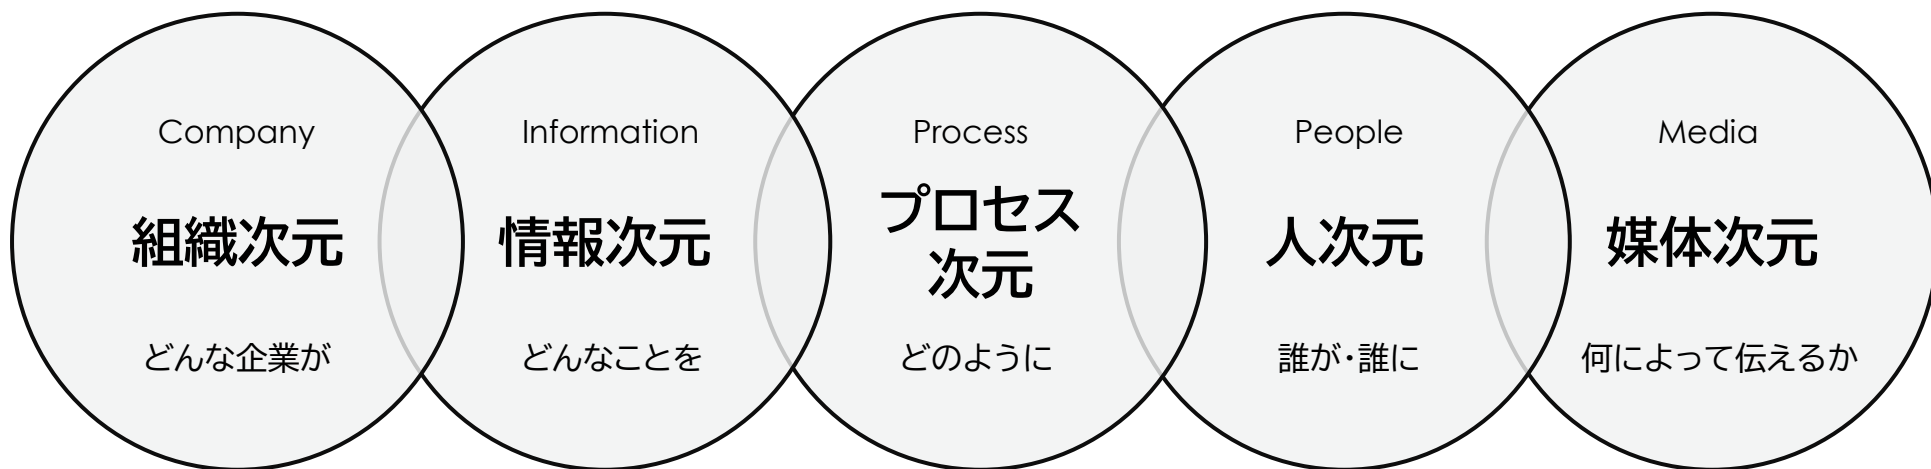 Company
組織次元
どんな企業が
Information
情報次元
どんなことを
Process
プロセス
次元
どのように
People
人次元
誰が・誰に
Media
媒体次元
何によって伝えるか